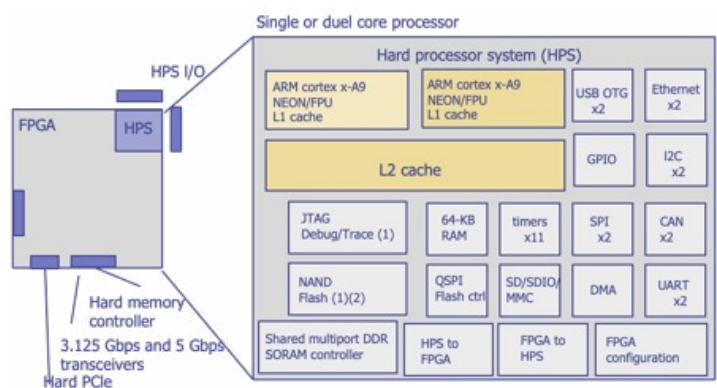 Single or duel core processor
HPS I/O
FPGA
HPS
Hard memory
controller
3.125 Gbps and 5 Gbps
transceivers
Hard PCIe
Hard processor system (HPS)
ARM cortex x-A9
NEON/FPU
L1 cache
ARM cortex x-A9
NEON/FPU
L1 cache
USB OTG
x2
Ethernet
x2
L2 cache
GPIO
I2C
x2
JTAG
Debug/Trace (1)
64-KB
RAM
timers
x11
SPI
x2
CAN
x2
NAND
Flash (1)(2)
QSPI
Flash ctrl
SD/SDIO/
MMC
DMA
UART
x2
Shared multiport DDR
SORAM controller
HPS to
FPGA
FPGA to
HPS
FPGA
configuration